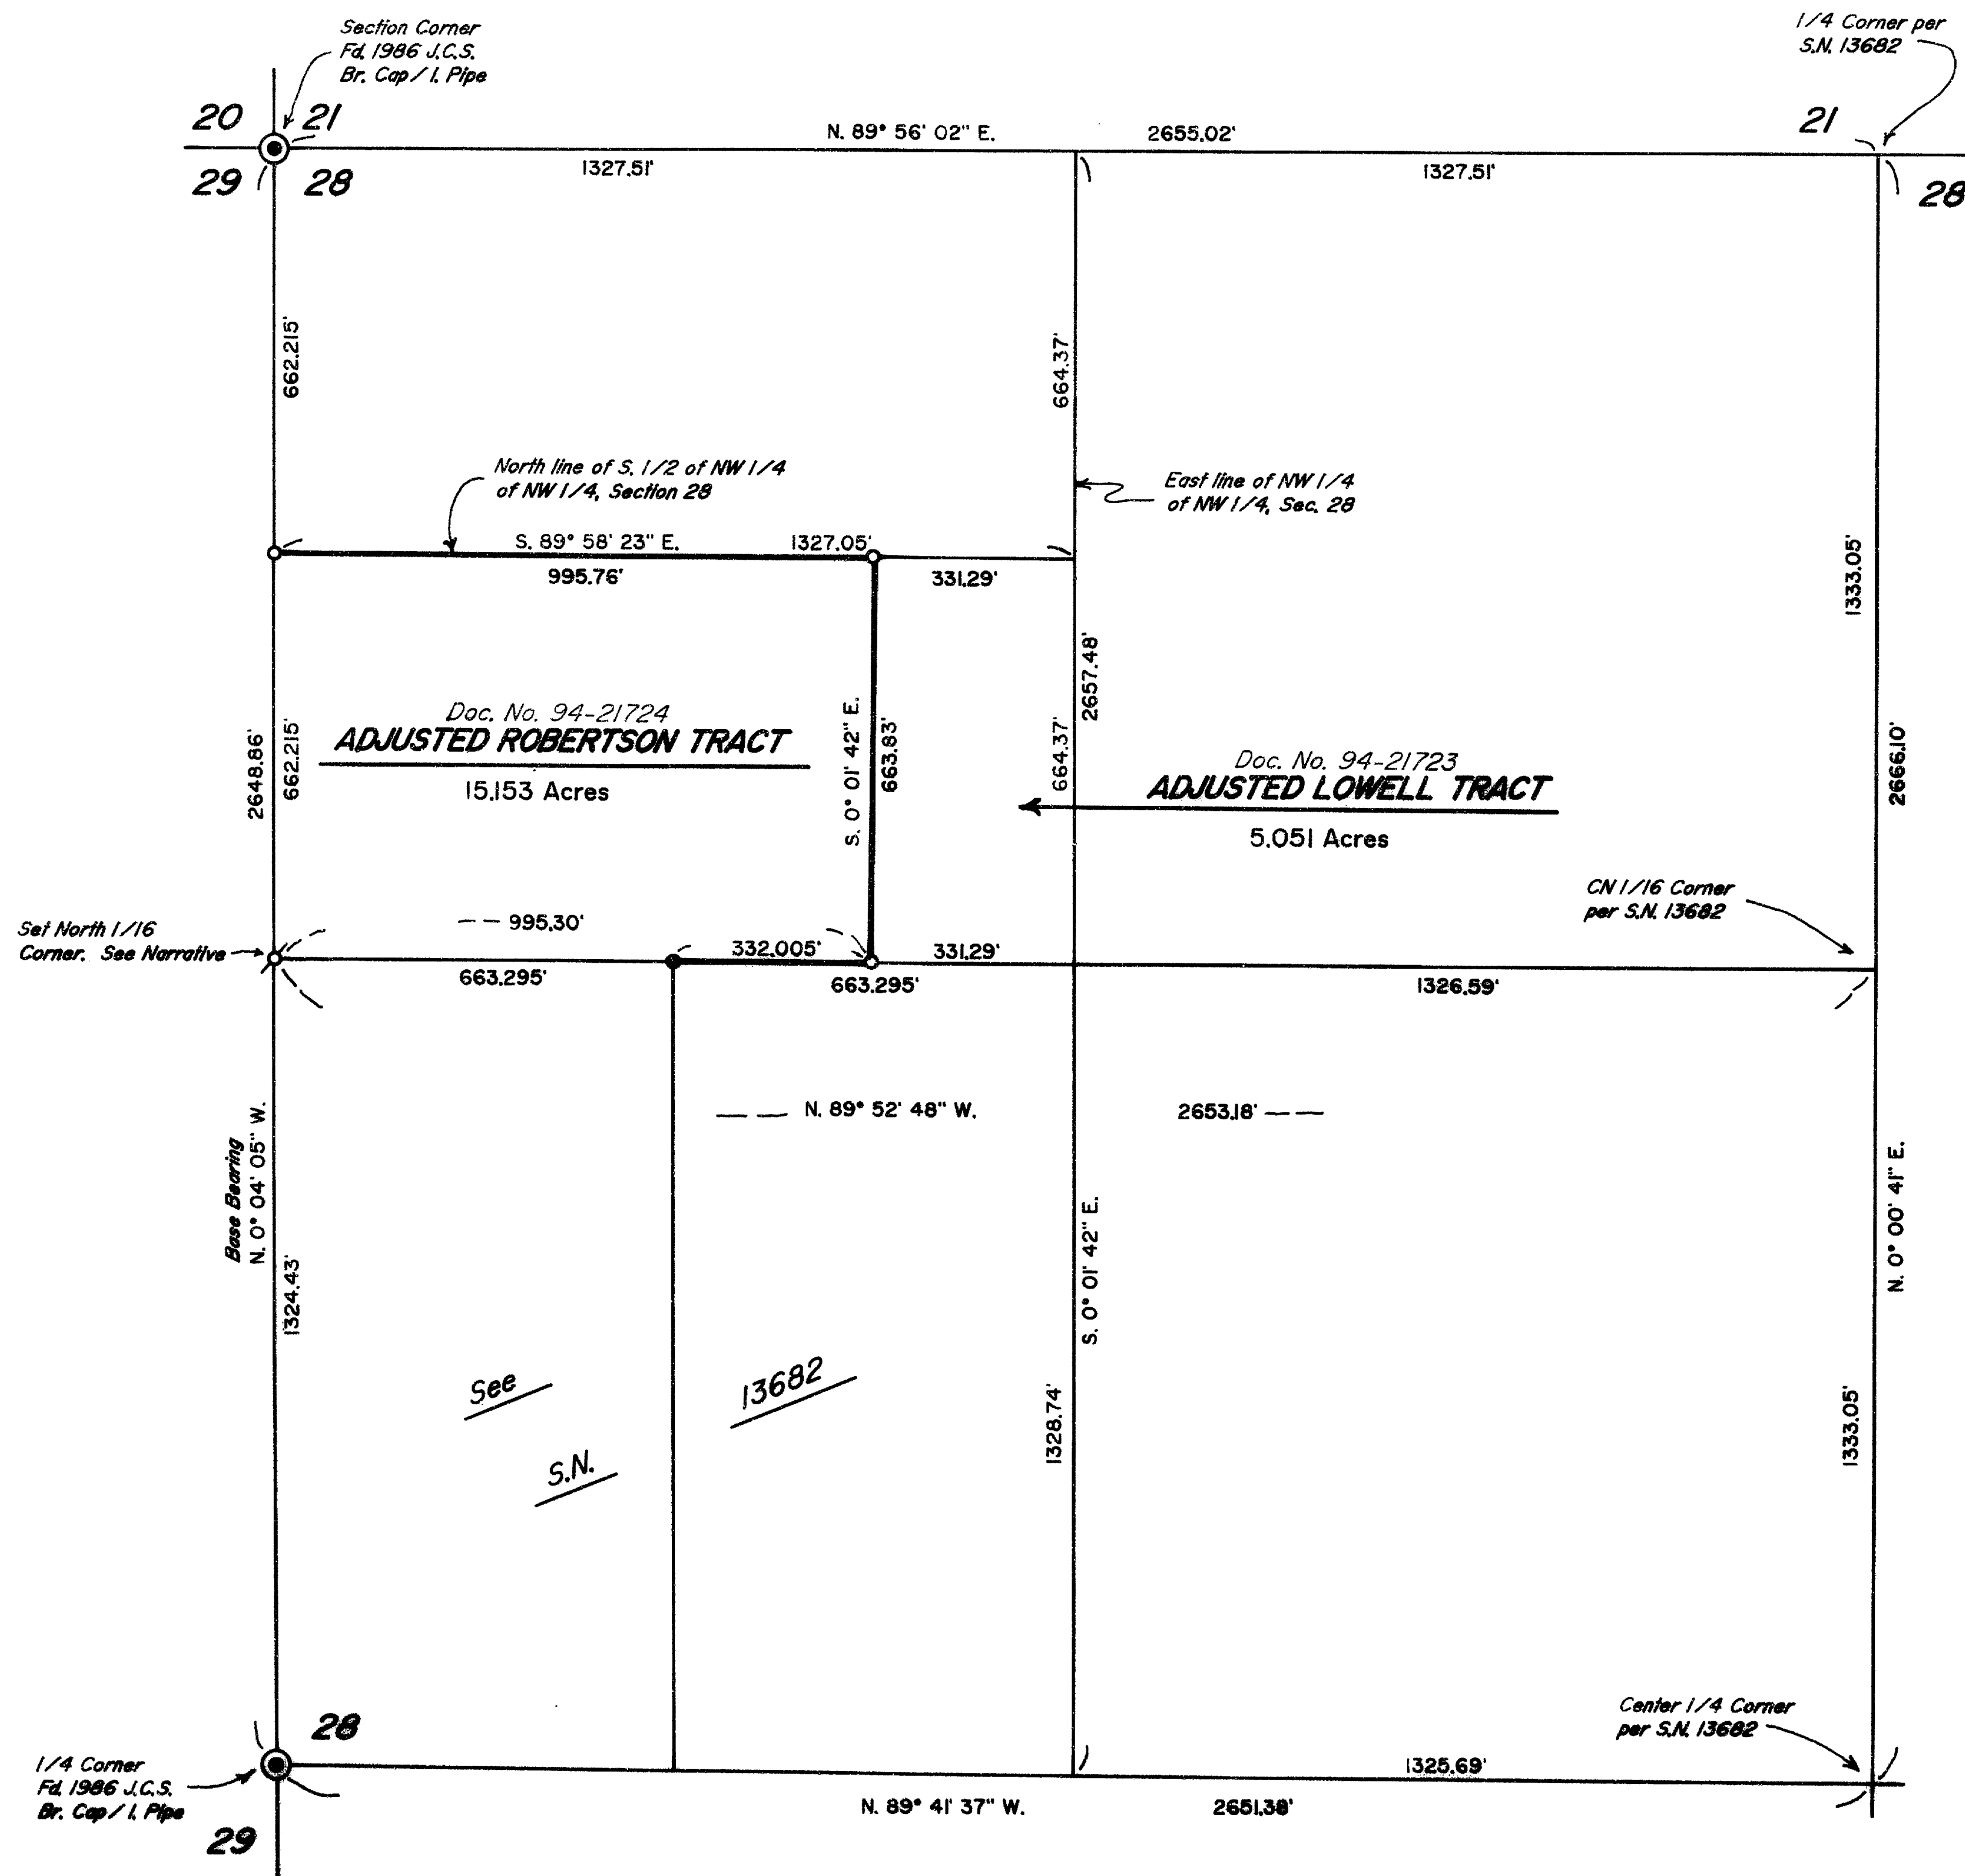 Section Corner
Fd. 1986 J.C.S.
Br. Cap / I. Pipe
1/4 Corner per
S.N. 13682
20 21
29 28
N. 89° 56' 02" E. 2655.02'
1327.51' 1327.51'
21
28
662.215'
664.37'
North line of S. 1/2 of NW 1/4
of NW 1/4, Section 28
East line of NW 1/4
of NW 1/4, Sec. 28
S. 89° 58' 23" E. 1327.05'
995.76' 331.29'
1333.05'
2657.48'
Doc. No. 94-21724
ADJUSTED ROBERTSON TRACT
15.153 Acres
2648.86'
662.215'
S. 0° 01' 42" E.
663.83'
664.37'
Doc. No. 94-21723
ADJUSTED LOWELL TRACT
5.051 Acres
2666.10'
CN 1/16 Corner
per S.N. 13682
Set North 1/16
Corner. See Narrative
995.30'
332.005' 331.29'
663.295' 663.295' 1326.59'
N. 89° 52' 48" W. 2653.18'
Base Bearing
N. 0° 04' 05" W.
1324.43'
S. 0° 01' 42" E.
N. 0° 00' 41" E.
See 13682
S.N.
1328.74'
1333.05'
28
1/4 Corner
Fd. 1986 J.C.S.
Br. Cap / I. Pipe
29
Center 1/4 Corner
per S.N. 13682
1325.69'
N. 89° 41' 37" W. 2651.38'